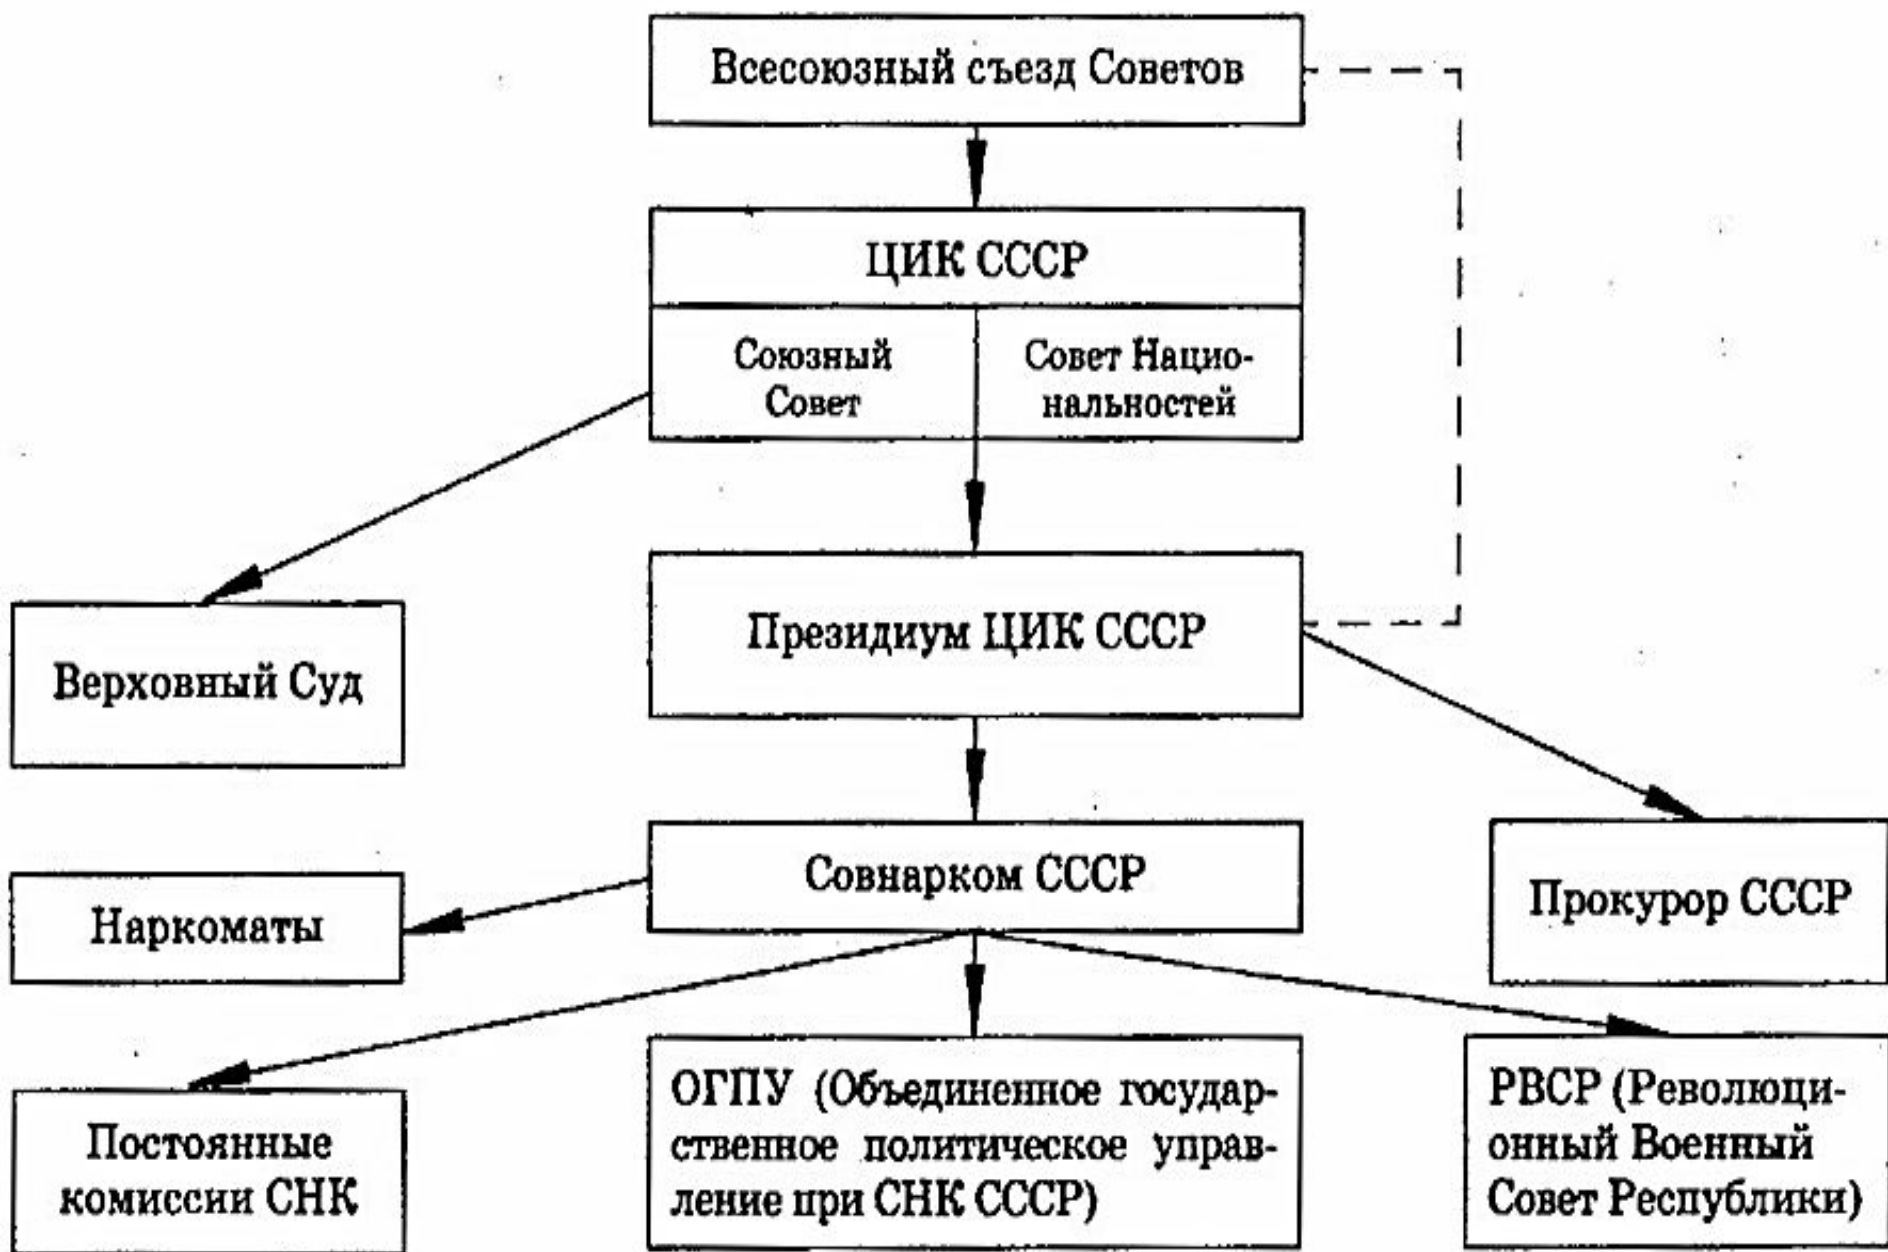 Всесоюзный съезд Советов
ЦИК СССР
Союзный
Совет
Совет Нацио-
нальностей
Верховный Суд
Президиум ЦИК СССР
Наркоматы
Совнарком СССР
Прокурор СССР
Постоянные
комиссии СНК
ОГПУ (Объединенное государ-
ственное политическое управ-
ление при СНК СССР)
РВСР (Революци-
онный Военный
Совет Республики)